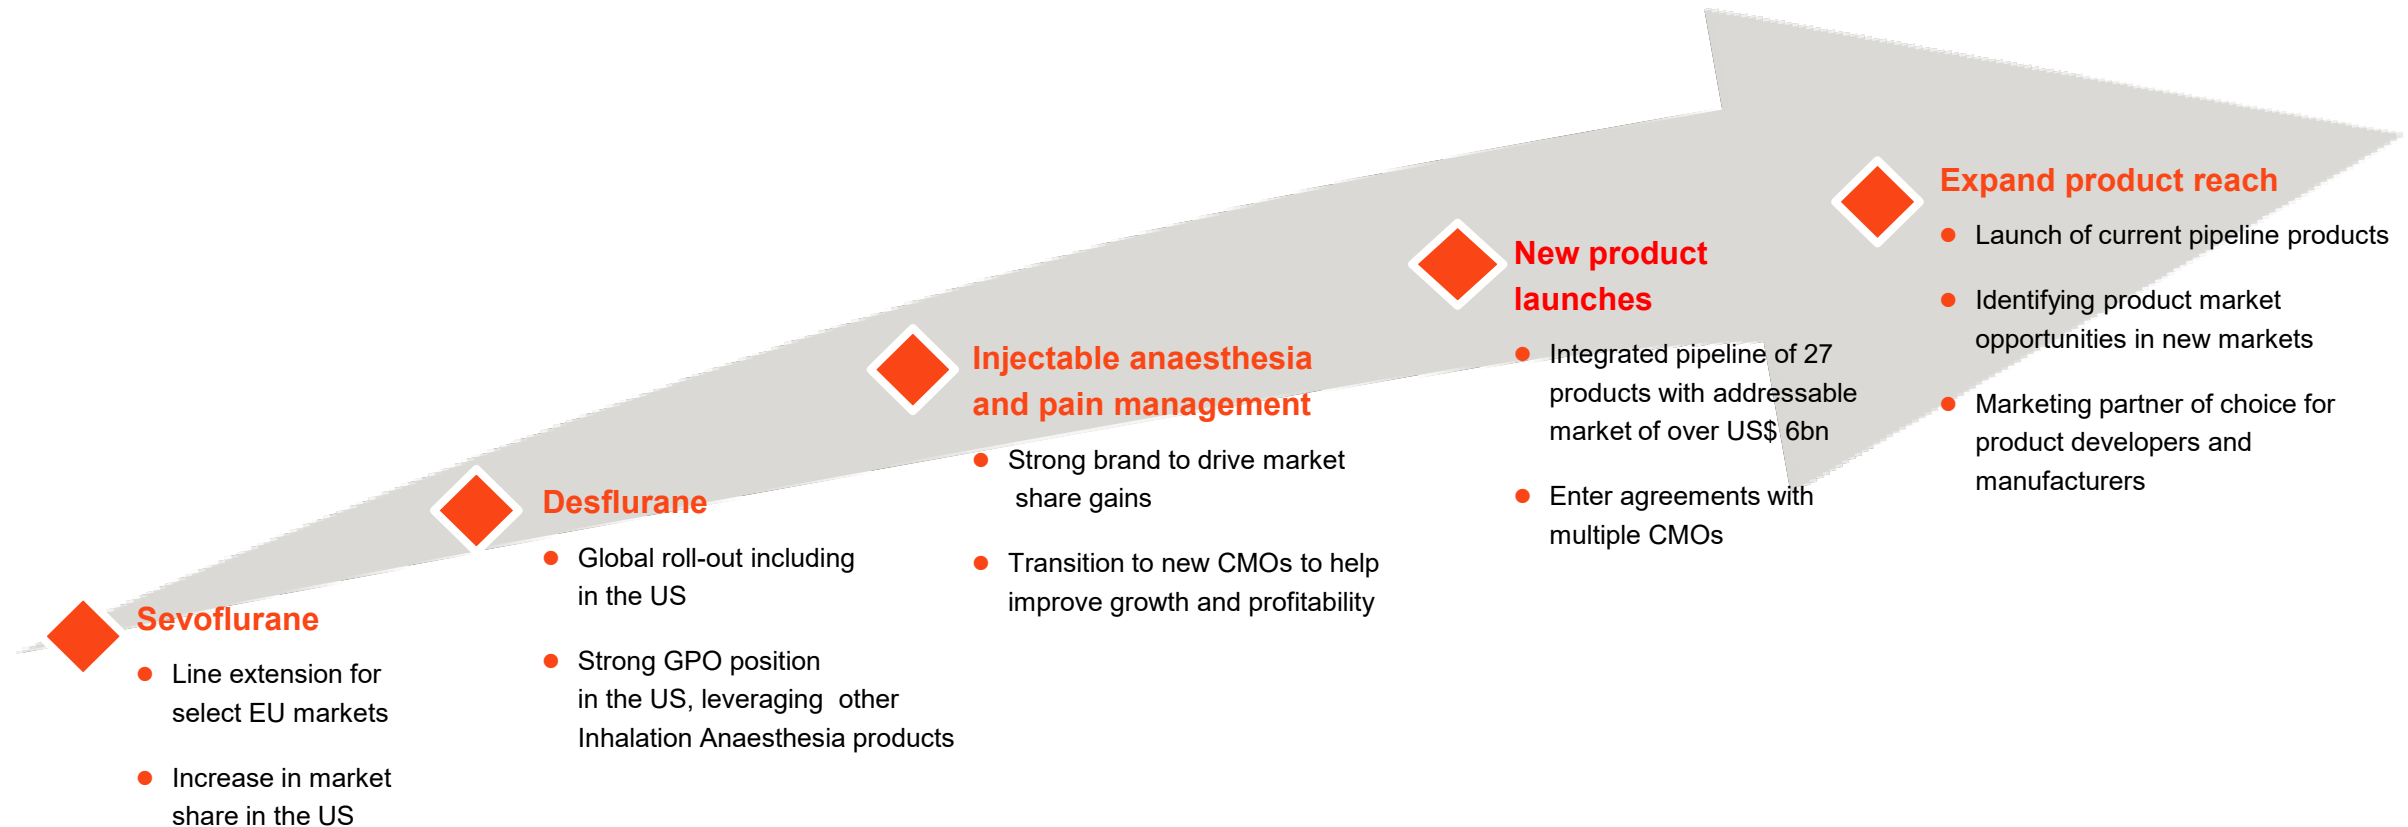 Sevoflurane
Line extension for
select EU markets
Increase in market
share in the US
Desflurane
Global roll-out including
in the US
Strong GPO position
in the US, leveraging  other
Inhalation Anaesthesia products
Injectable anaesthesia
and pain management
Strong brand to drive market
share gains
Transition to new CMOs to help
improve growth and profitability
New product
launches
Integrated pipeline of 27
products with addressable
market of over US$ 6bn
Enter agreements with
multiple CMOs
Expand product reach
Launch of current pipeline products
Identifying product market
opportunities in new markets
Marketing partner of choice for
product developers and
manufacturers